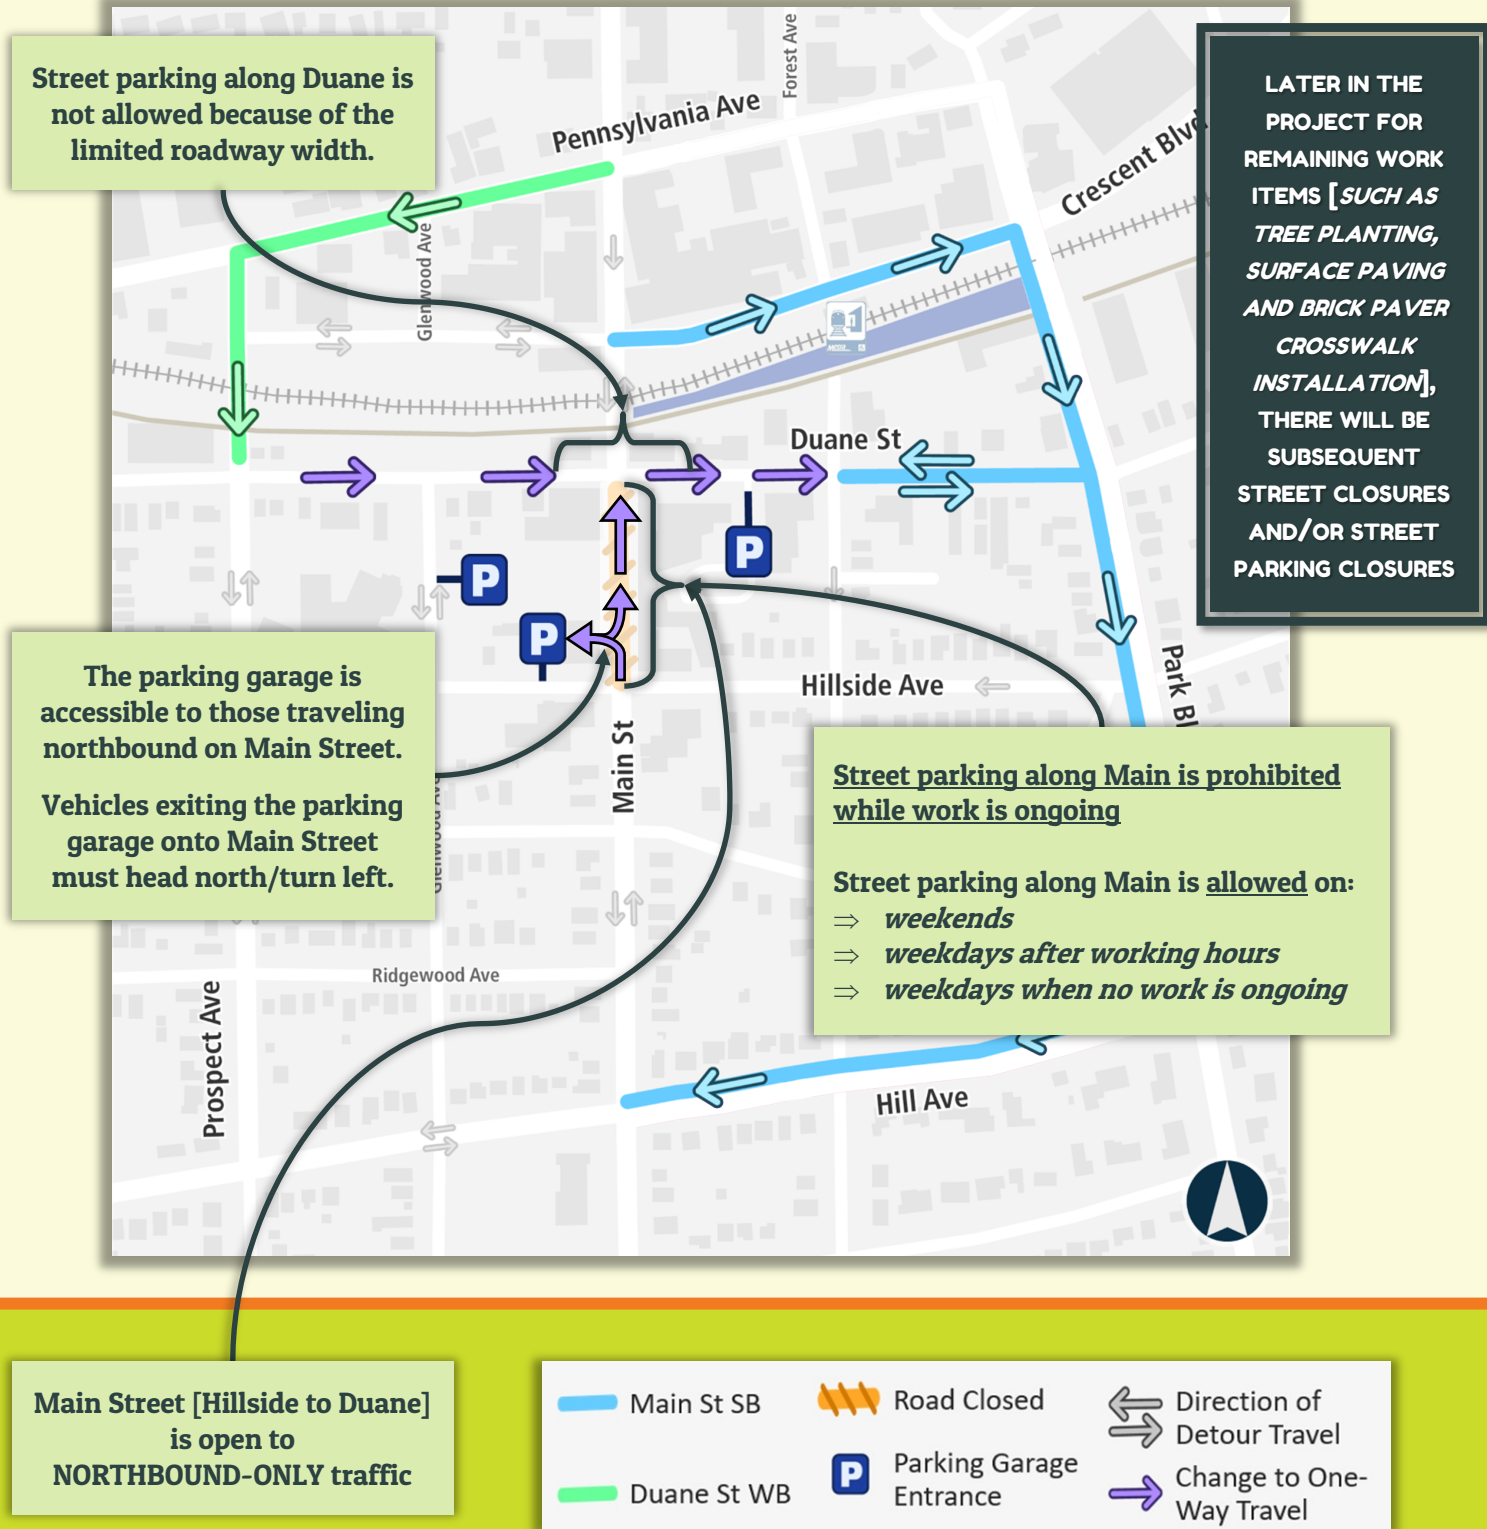 Street parking along Duane is
not allowed because of the
limited roadway width.
Forest Ave
Pennsylvania Ave
Crescent Blvd
LATER IN THE
PROJECT FOR
REMAINING WORK
ITEMS [SUCH AS
TREE PLANTING,
SURFACE PAVING
AND BRICK PAVER
CROSSWALK
INSTALLATION],
THERE WILL BE
SUBSEQUENT
STREET CLOSURES
AND/OR STREET
PARKING CLOSURES
Glenwood Ave
Duane St
P
P
P
The parking garage is
accessible to those traveling
northbound on Main Street.
Vehicles exiting the parking
garage onto Main Street
must head north/turn left.
Hillside Ave
Park Bl
Main St
Glenwood Ave
Street parking along Main is prohibited
while work is ongoing
Street parking along Main is allowed on:
⇒ weekends
⇒ weekdays after working hours
⇒ weekdays when no work is ongoing
Ridgewood Ave
Prospect Ave
Hill Ave
Main Street [Hillside to Duane]
is open to
NORTHBOUND-ONLY traffic
Main St SB
Duane St WB
Road Closed
P
Parking Garage
Entrance
Direction of
Detour Travel
Change to One-
Way Travel